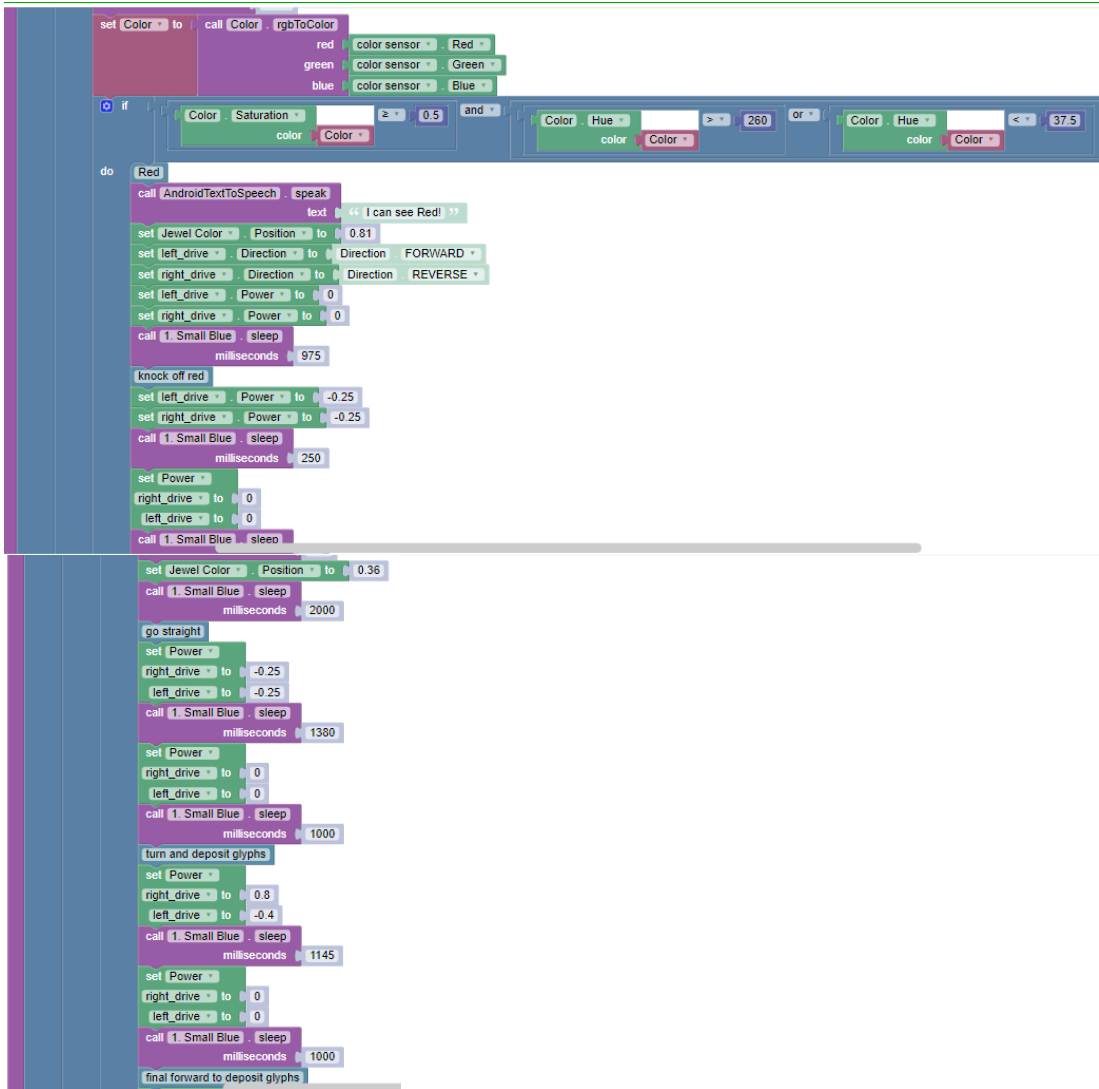 set Color to call Color . rgbToColor
red color sensor . Red
green color sensor . Green
blue color sensor . Blue
if Color . Saturation ≥ 0.5 and Color . Hue > 260 or Color . Hue < 37.5
color Color color Color color Color
do Red
call AndroidTextToSpeech . speak
text “ I can see Red! ”
set Jewel Color . Position to 0.81
set left_drive . Direction to Direction . FORWARD
set right_drive . Direction to Direction . REVERSE
set left_drive . Power to 0
set right_drive . Power to 0
call 1. Small Blue . sleep
milliseconds 975
knock off red
set left_drive . Power to -0.25
set right_drive . Power to -0.25
call 1. Small Blue . sleep
milliseconds 250
set Power
right_drive to 0
left_drive to 0
call 1. Small Blue . sleep
set Jewel Color . Position to 0.36
call 1. Small Blue . sleep
milliseconds 2000
go straight
set Power
right_drive to -0.25
left_drive to -0.25
call 1. Small Blue . sleep
milliseconds 1380
set Power
right_drive to 0
left_drive to 0
call 1. Small Blue . sleep
milliseconds 1000
turn and deposit glyphs
set Power
right_drive to 0.8
left_drive to -0.4
call 1. Small Blue . sleep
milliseconds 1145
set Power
right_drive to 0
left_drive to 0
call 1. Small Blue . sleep
milliseconds 1000
final forward to deposit glyphs